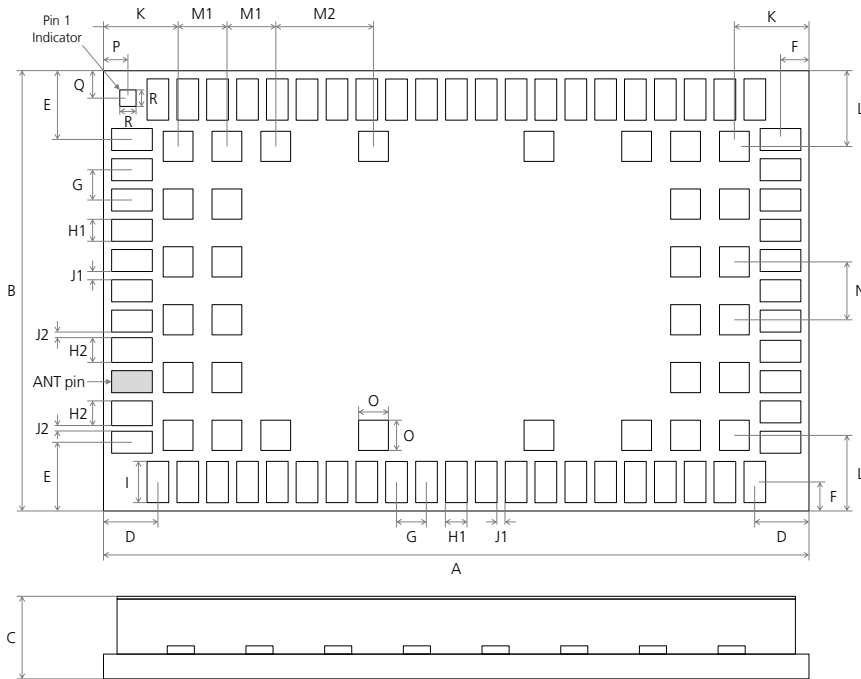 K M1 M1 M2 K
Pin 1
Indicator
P F
Q
E R L
R
G
H1
J1
B N
J2
H2
ANT pin
H2 O
J2 O
E I L
F
D G H1 J1 D
A
C